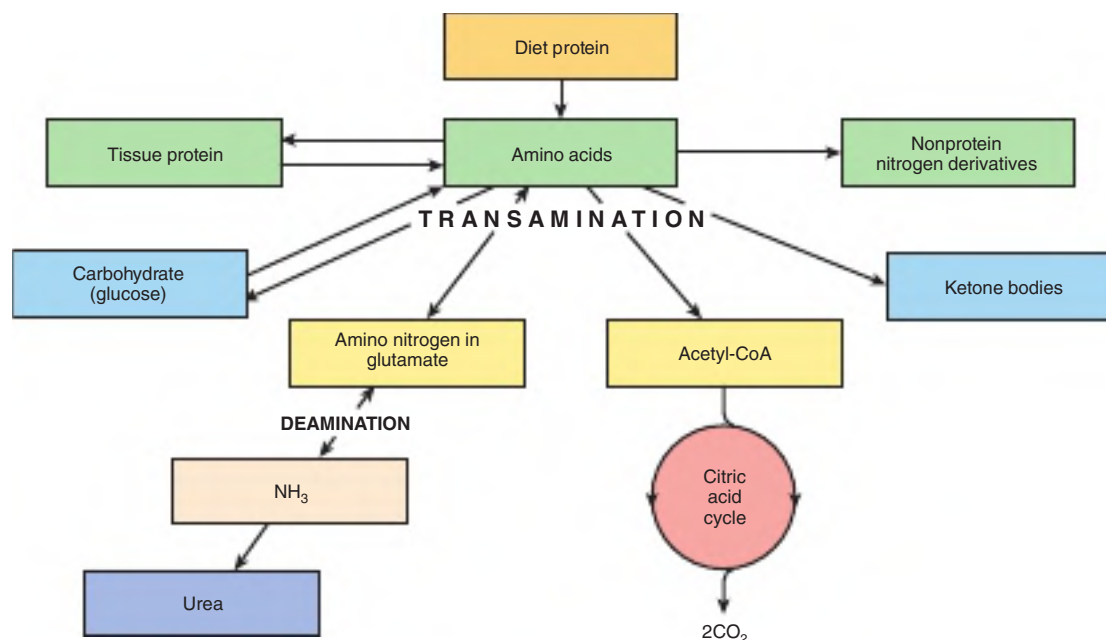 Diet protein
Tissue protein
Amino acids
Nonprotein
nitrogen derivatives
TRANSAMINATION
Carbohydrate
(glucose)
Ketone bodies
Amino nitrogen in
glutamate
Acetyl-CoA
DEAMINATION
NH₃
Citric
acid
cycle
Urea
2CO₂